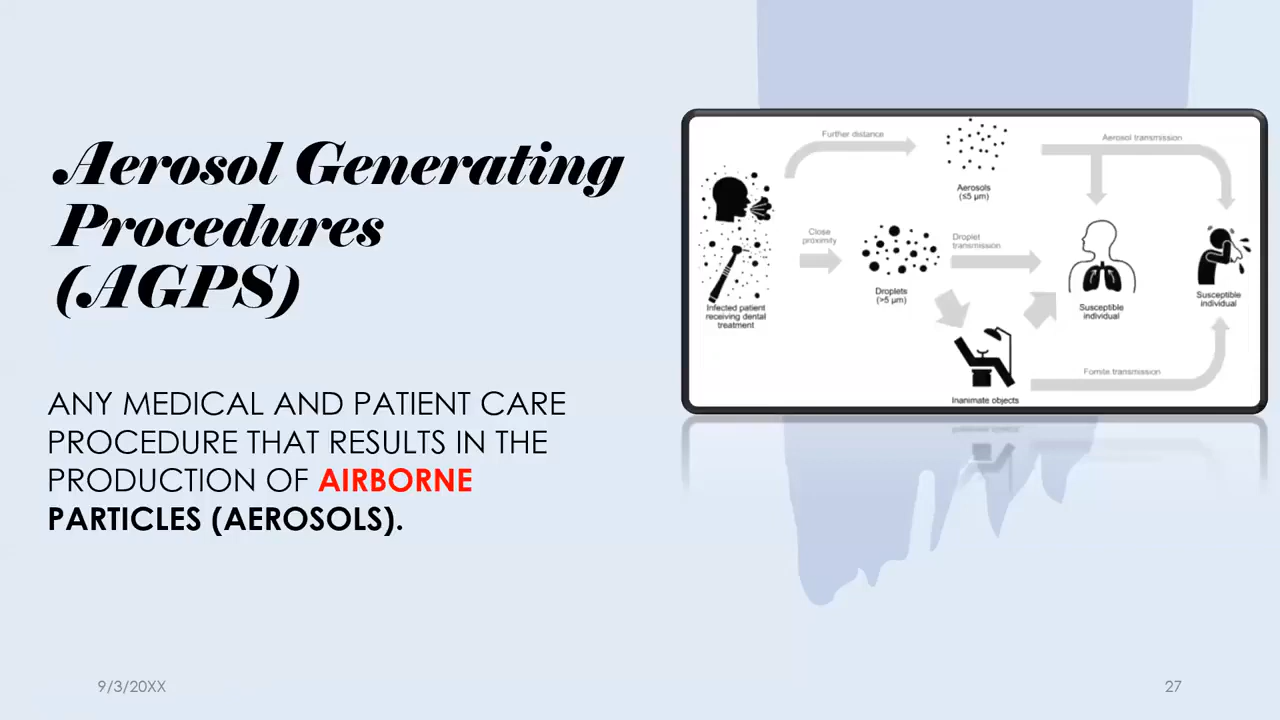 Aerosol Generating
Procedures
(AGPS)
ANY MEDICAL AND PATIENT CARE
PROCEDURE THAT RESULTS IN THE
PRODUCTION OF AIRBORNE
PARTICLES (AEROSOLS).
Further distance
Aerosols
(≤5 μm)
Aerosol transmission
Close
proximity
Droplets
(>5 μm)
Droplet
transmission
Infected patient
receiving dental
treatment
Susceptible
individual
Susceptible
individual
Inanimate objects
Fomite transmission
9/3/20XX
27